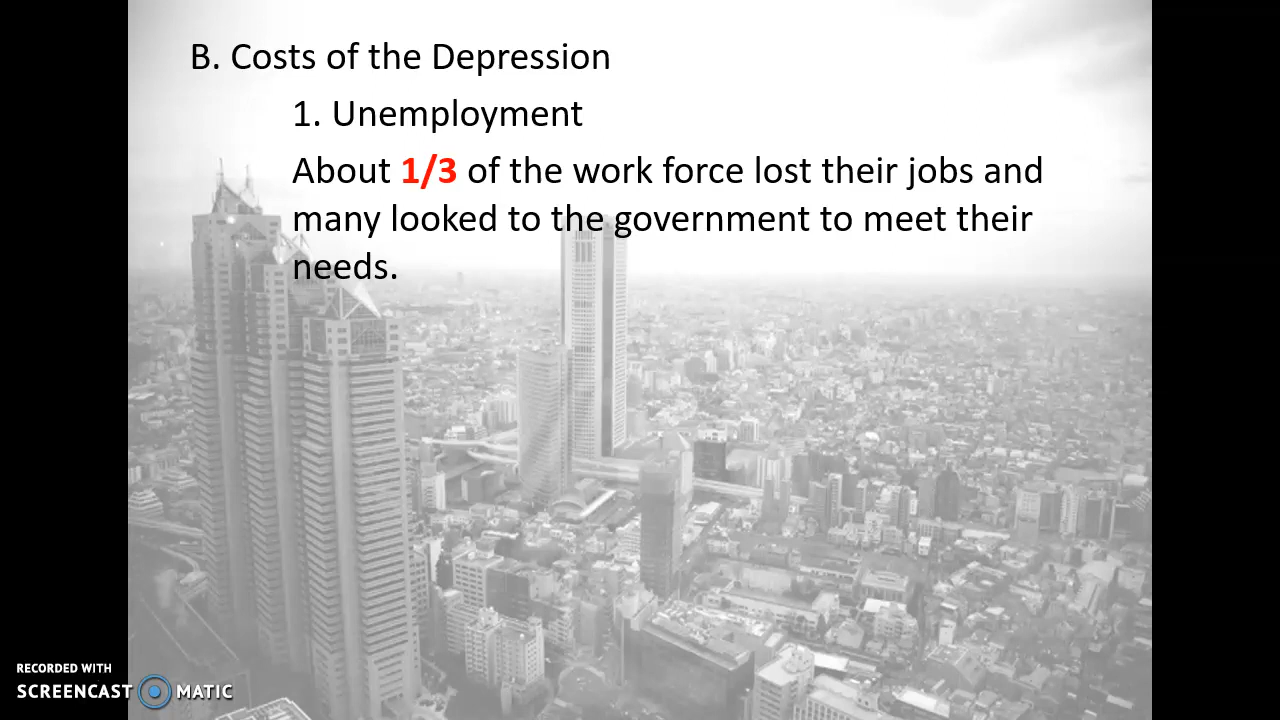 B. Costs of the Depression
1. Unemployment
About 1/3 of the work force lost their jobs and
many looked to the government to meet their
needs.
RECORDED WITH
SCREENCAST MATIC